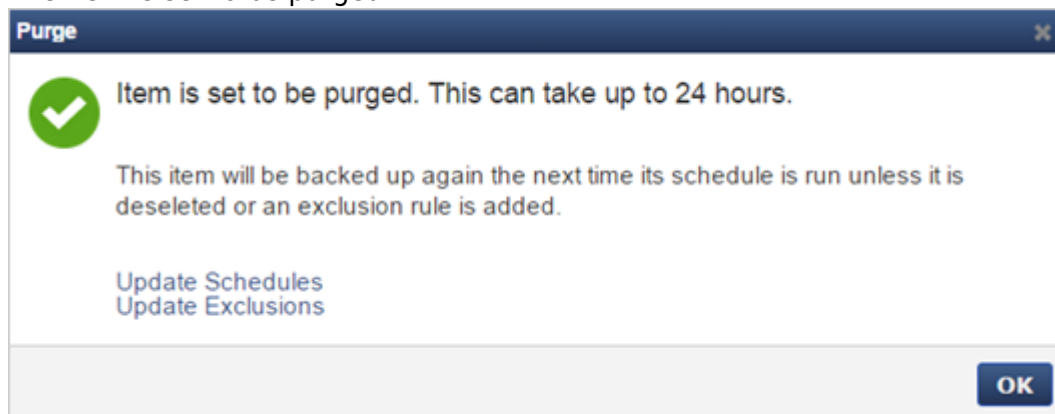 Purge
Item is set to be purged. This can take up to 24 hours.
This item will be backed up again the next time its schedule is run unless it is
deseleted or an exclusion rule is added.
Update Schedules
Update Exclusions
OK